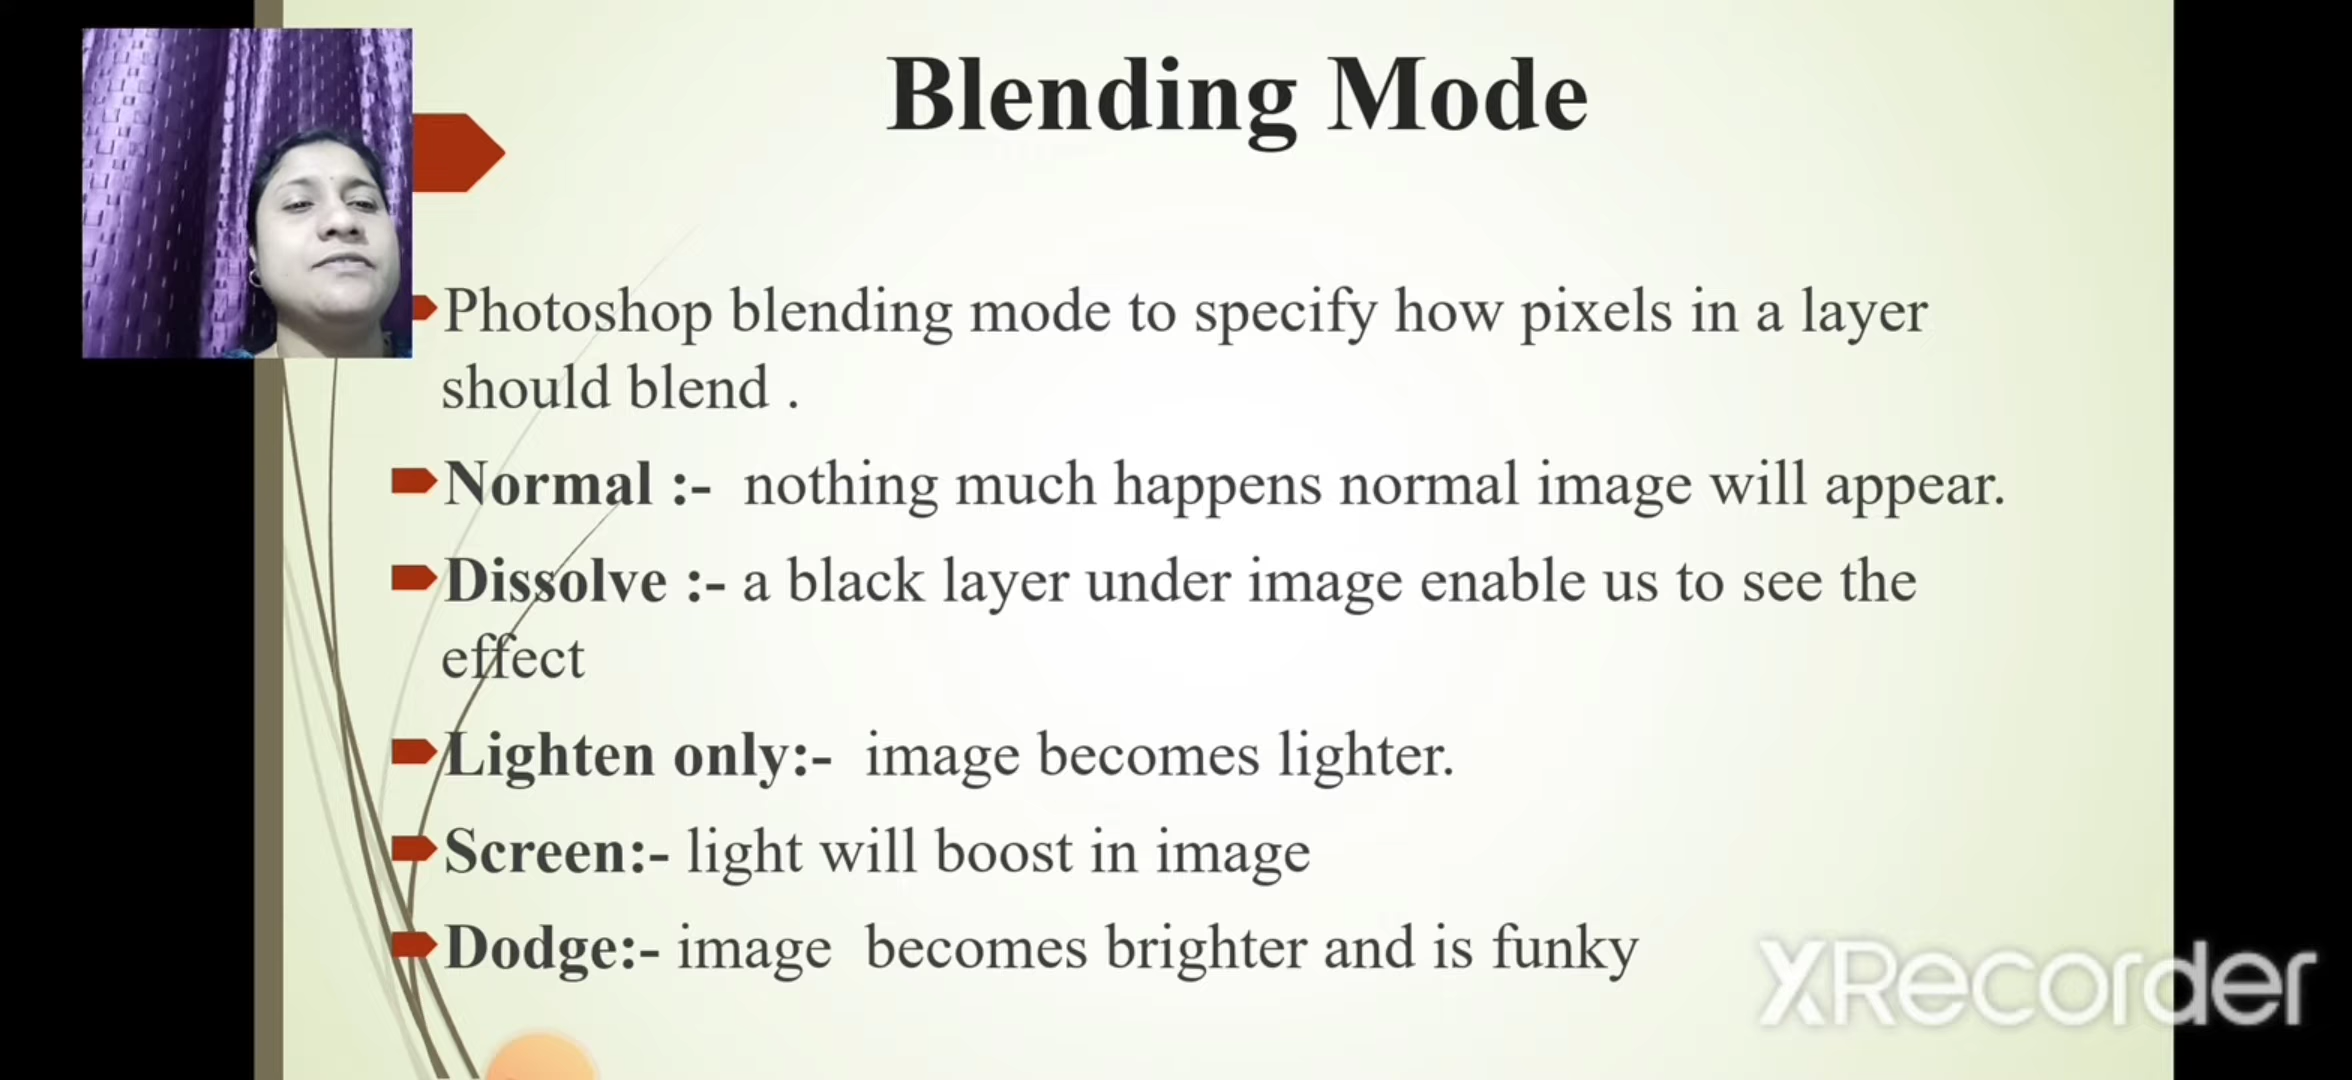 Blending Mode
Photoshop blending mode to specify how pixels in a layer
should blend .
Normal :- nothing much happens normal image will appear.
Dissolve :- a black layer under image enable us to see the
effect
Lighten only:- image becomes lighter.
Screen:- light will boost in image
Dodge:- image becomes brighter and is funky
XRecorder